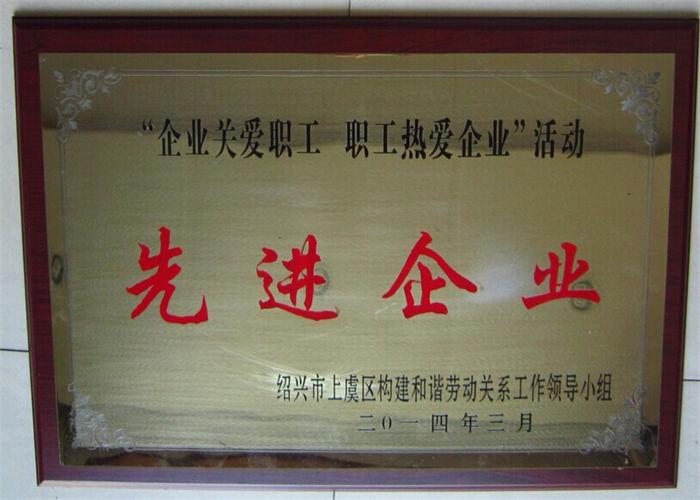 “企业关爱职工 职工热爱企业”活动
先进企业
绍兴市上虞区构建和谐劳动关系工作领导小组
二0一四年三月